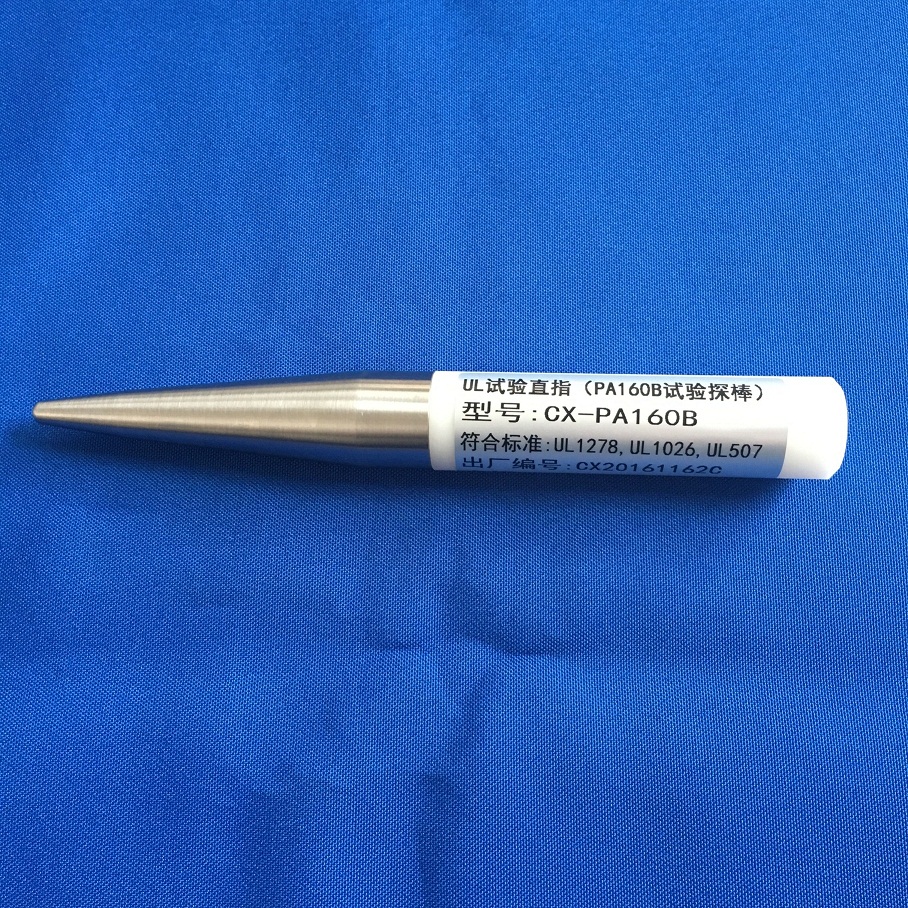 UL试验直指（PA160B试验探棒）
型号:CX-PA160B
符合标准:UL1278,UL1026,UL507
出厂编号:CX20161162C